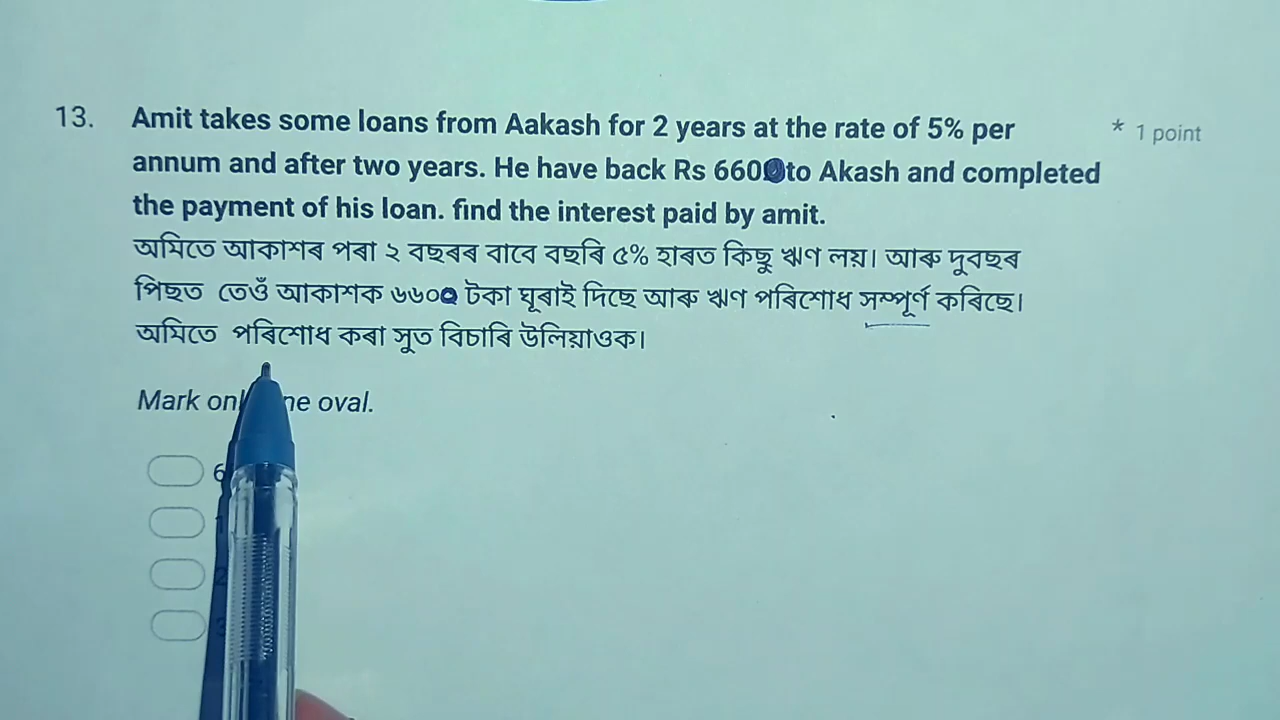 13. Amit takes some loans from Aakash for 2 years at the rate of 5% per * 1 point
annum and after two years. He have back Rs 660 to Akash and completed
the payment of his loan. find the interest paid by amit.
অমিতে আকাশৰ পৰা ২ বছৰৰ বাবে বছৰি ৫% হাৰত কিছু ঋণ লয়। আৰু দুবছৰ
পিছত তেওঁ আকাশক ৬৬০ টকা ঘূৰাই দিছে আৰু ঋণ পৰিশোধ সম্পূৰ্ণ কৰিছে।
অমিতে পৰিশোধ কৰা সুত বিচাৰি উলিয়াওক।
Mark oval.